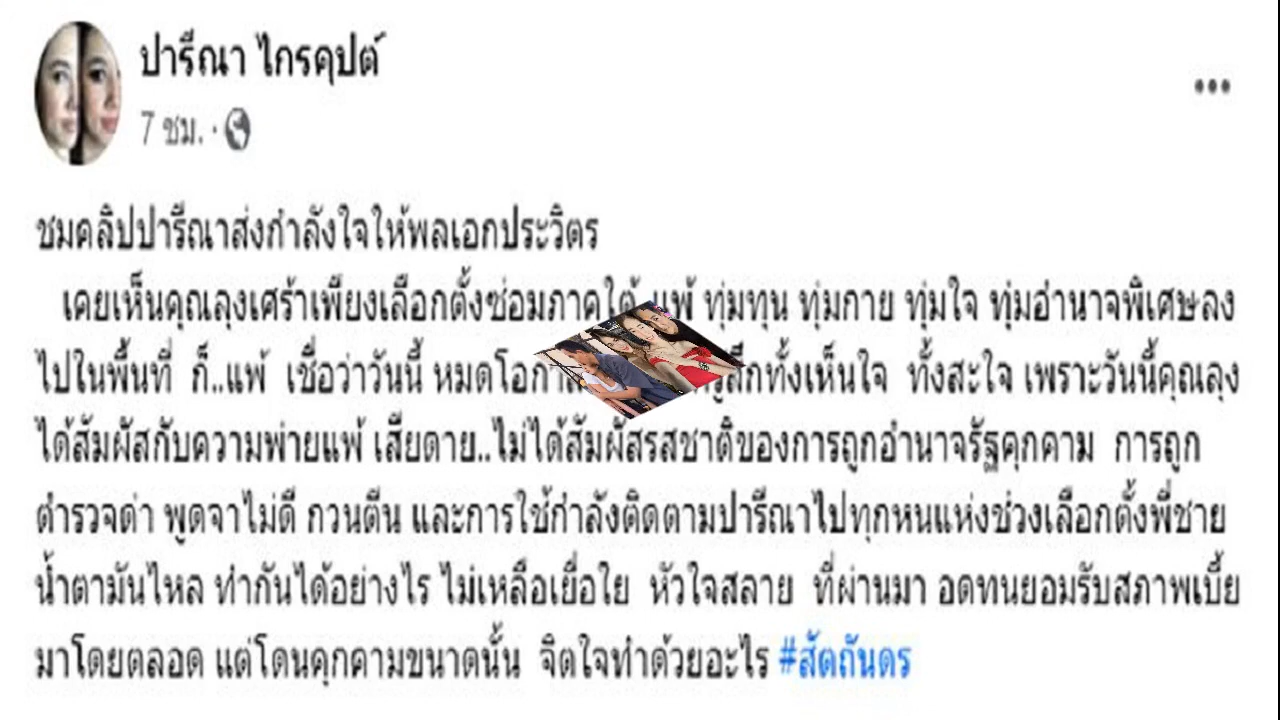 ปารีณา ไกรคุปต์
7 ชม. ·
ชมคลิปปารีณาส่งกำลังใจให้พลเอกประวิตร
เคยเห็นคุณลุงเศร้าเพียงเลือกตั้งซ่อมภาคใต้ แพ้ ทุ่มทุน ทุ่มกาย ทุ่มใจ ทุ่มอำนาจพิเศษลง
ไปในพื้นที่ ก็..แพ้ เชื่อว่าวันนี้ หมดโอกาส รู้สึกทั้งเห็นใจ ทั้งสะใจ เพราะวันนี้คุณลุง
ได้สัมผัสกับความพ่ายแพ้ เสียดาย..ไม่ได้สัมผัสรสชาติของการถูกอำนาจรัฐคุกคาม การถูก
ตำรวจด่า พูดจาไม่ดี กวนตีน และการใช้กำลังติดตามปารีณาไปทุกหนแห่งช่วงเลือกตั้งพี่ชาย
น้ำตามันไหล ทำกันได้อย่างไร ไม่เหลือเยื่อใย หัวใจสลาย ที่ผ่านมา อดทนยอมรับสภาพเบี้ย
มาโดยตลอด แต่โดนคุกคามขนาดนั้น จิตใจทำด้วยอะไร #สัตถันดร